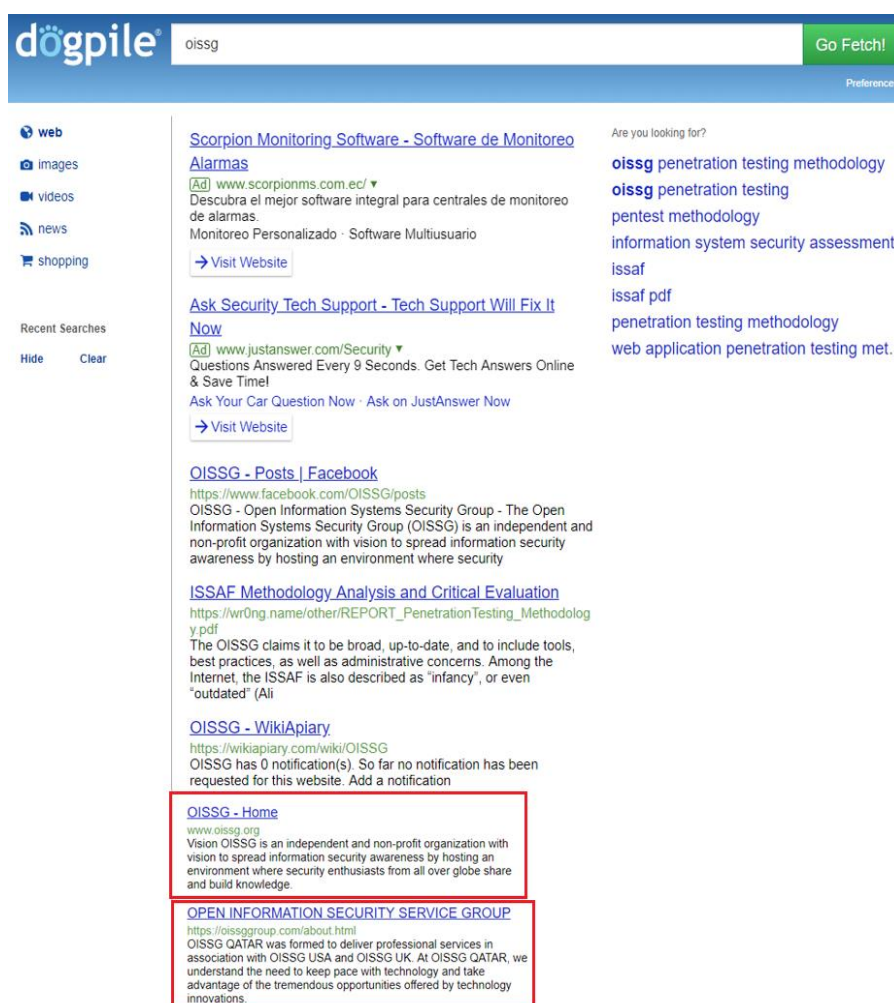 dögpile®
oissg
Go Fetch!
Preference
web
images
videos
news
shopping
Recent Searches
Hide Clear
Scorpion Monitoring Software - Software de Monitoreo
Alarmas
Ad www.scorpionms.com.ec/
Descubra el mejor software integral para centrales de monitoreo
de alarmas.
Monitoreo Personalizado · Software Multiusuario
Visit Website
Ask Security Tech Support - Tech Support Will Fix It
Now
Ad www.justanswer.com/Security
Questions Answered Every 9 Seconds. Get Tech Answers Online
& Save Time!
Ask Your Car Question Now · Ask on JustAnswer Now
Visit Website
OISSG - Posts | Facebook
https://www.facebook.com/OISSG/posts
OISSG - Open Information Systems Security Group - The Open
Information Systems Security Group (OISSG) is an independent and
non-profit organization with vision to spread information security
awareness by hosting an environment where security
ISSAF Methodology Analysis and Critical Evaluation
https://wr0ng.name/other/REPORT_PenetrationTesting_Methodolog
y.pdf
The OISSG claims it to be broad, up-to-date, and to include tools,
best practices, as well as administrative concerns. Among the
Internet, the ISSAF is also described as “infancy”, or even
“outdated” (Ali
OISSG - WikiApiary
https://wikiapiary.com/wiki/OISSG
OISSG has 0 notification(s). So far no notification has been
requested for this website. Add a notification
OISSG - Home
www.oissg.org
Vision OISSG is an independent and non-profit organization with
vision to spread information security awareness by hosting an
environment where security enthusiasts from all over globe share
and build knowledge.
OPEN INFORMATION SECURITY SERVICE GROUP
https://oissggroup.com/about.html
OISSG QATAR was formed to deliver professional services in
association with OISSG USA and OISSG UK. At OISSG QATAR, we
understand the need to keep pace with technology and take
advantage of the tremendous opportunities offered by technology
innovations.
Are you looking for?
oissg penetration testing methodology
oissg penetration testing
pentest methodology
information system security assessment
issaf
issaf pdf
penetration testing methodology
web application penetration testing met.